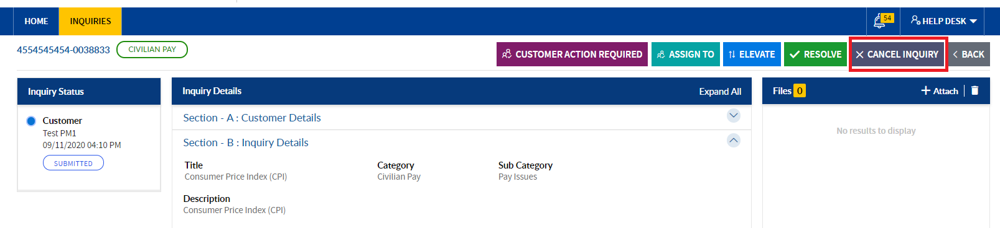 HOME INQUIRIES 54 HELP DESK
4554545454-0038833 CIVILIAN PAY CUSTOMER ACTION REQUIRED ASSIGN TO ELEVATE RESOLVE CANCEL INQUIRY BACK
Inquiry Status
Customer
Test PM1
09/11/2020 04:10 PM
SUBMITTED
Inquiry Details Expand All
Section - A : Customer Details
Section - B : Inquiry Details
Title Category Sub Category
Consumer Price Index (CPI) Civilian Pay Pay Issues
Description
Consumer Price Index (CPI)
Files 0 Attach
No results to display